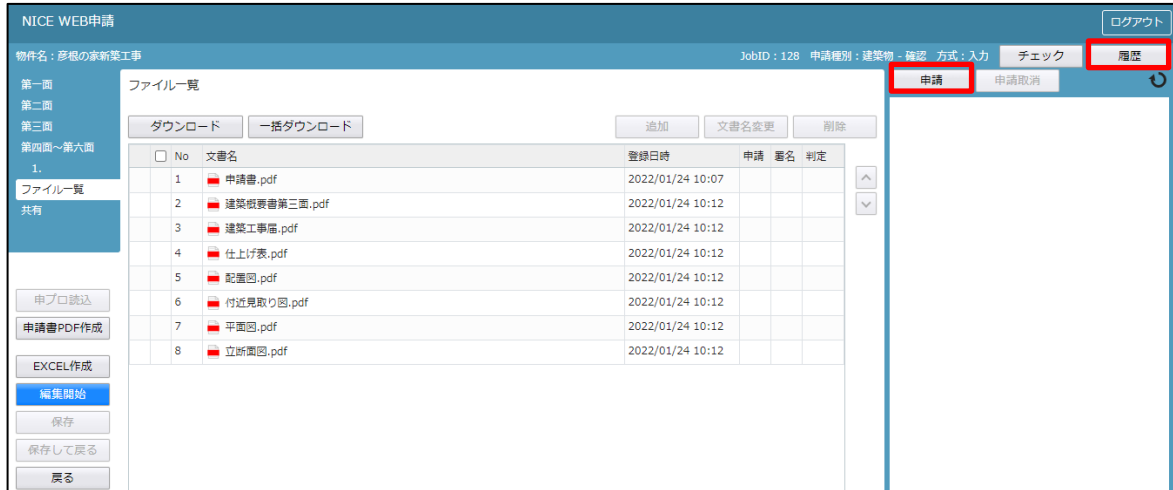 NICE WEB申請
ログアウト
物件名：彦根の家新築工事
JobID：128 申請種別：建築物 - 確認 方式：入力
チェック
履歴
第一面
第二面
第三面
第四面～第六面
1.
ファイル一覧
共有
申プロ読込
申請書PDF作成
EXCEL作成
編集開始
保存
保存して戻る
戻る
ファイル一覧
ダウンロード 一括ダウンロード 追加 文書名変更 削除
No 文書名 登録日時 申請 署名 判定
1 申請書.pdf 2022/01/24 10:07
2 建築概要書第三面.pdf 2022/01/24 10:12
3 建築工事届.pdf 2022/01/24 10:12
4 仕上げ表.pdf 2022/01/24 10:12
5 配置図.pdf 2022/01/24 10:12
6 付近見取り図.pdf 2022/01/24 10:12
7 平面図.pdf 2022/01/24 10:12
8 立断面図.pdf 2022/01/24 10:12
申請 申請取消